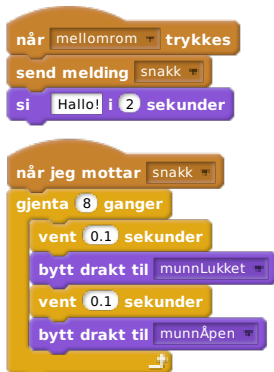 når mellomrom trykkes
send melding snakk
si Hallo! i 2 sekunder
når jeg mottar snakk
gjenta 8 ganger
vent 0.1 sekunder
bytt drakt til munnLukket
vent 0.1 sekunder
bytt drakt til munnÅpen